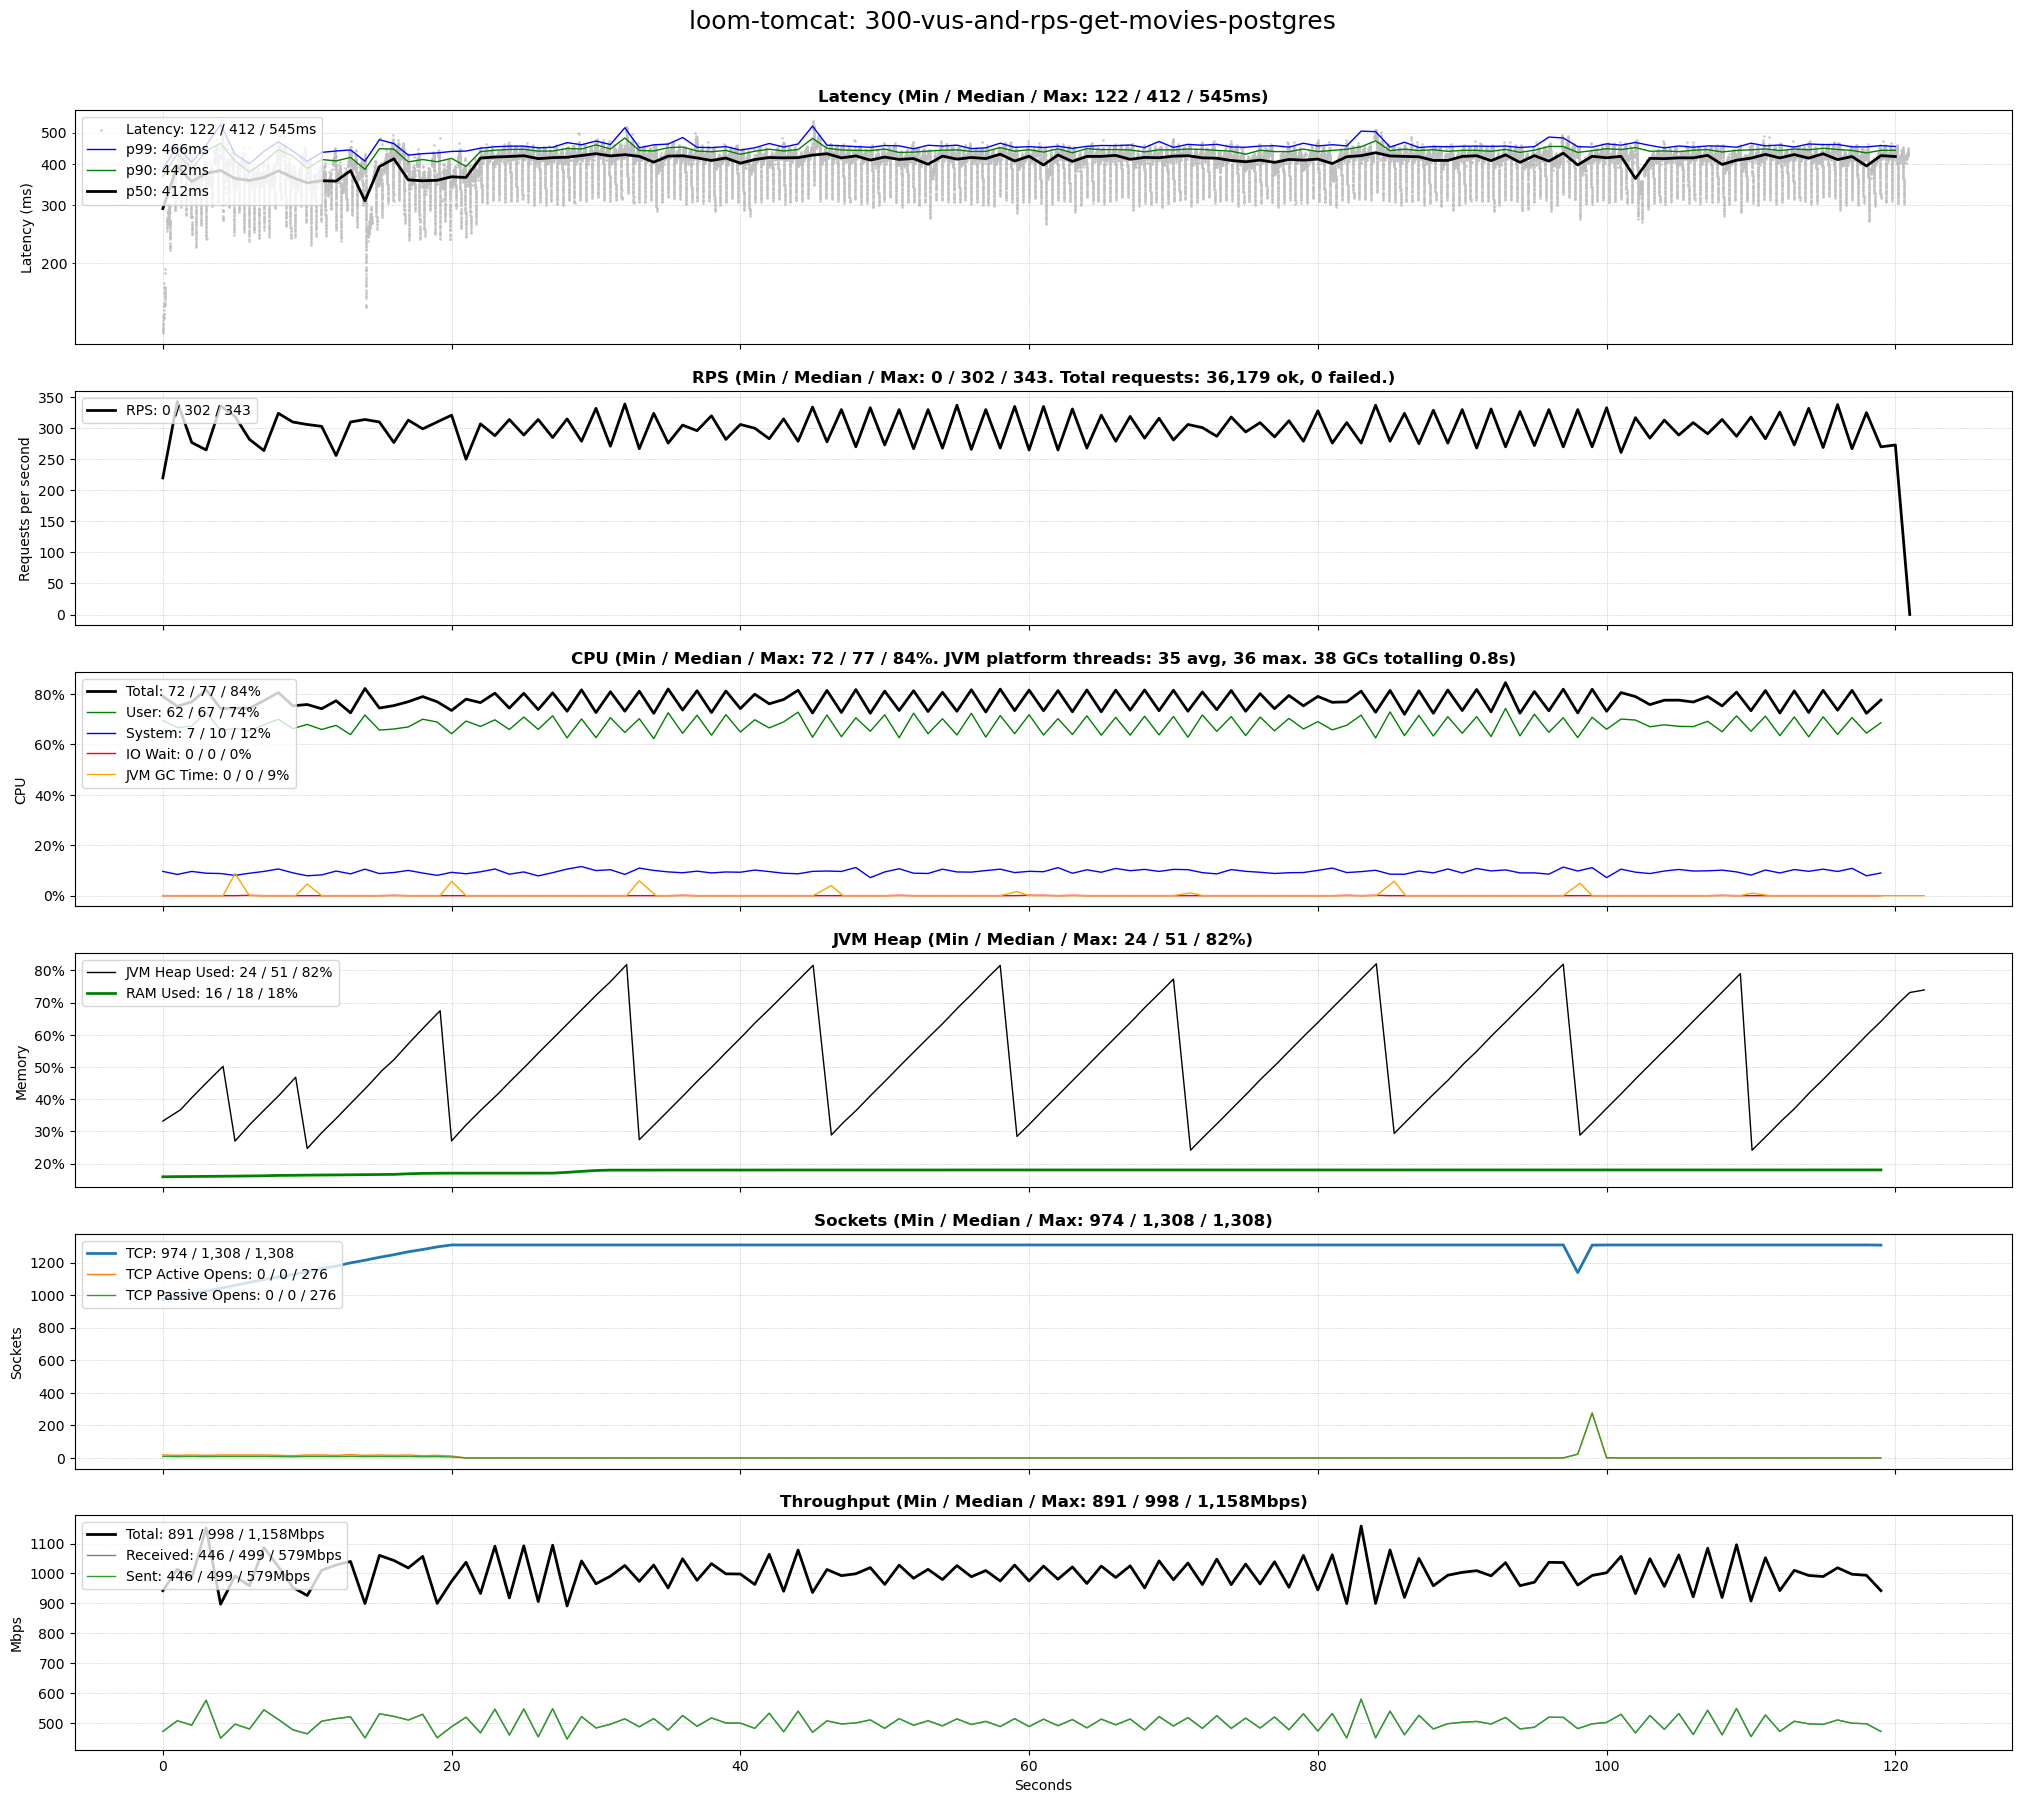 loom-tomcat: 300-vus-and-rps-get-movies-postgres
Latency (Min / Median / Max: 122 / 412 / 545ms)
Latency: 122 / 412 / 545ms
p99: 466ms
p90: 442ms
p50: 412ms
500
400
300
200
Latency (ms)
RPS (Min / Median / Max: 0 / 302 / 343. Total requests: 36,179 ok, 0 failed.)
RPS: 0 / 302 / 343
350
300
250
200
150
100
50
0
Requests per second
CPU (Min / Median / Max: 72 / 77 / 84%. JVM platform threads: 35 avg, 36 max. 38 GCs totalling 0.8s)
Total: 72 / 77 / 84%
User: 62 / 67 / 74%
System: 7 / 10 / 12%
IO Wait: 0 / 0 / 0%
JVM GC Time: 0 / 0 / 9%
80%
60%
40%
20%
0%
CPU
JVM Heap (Min / Median / Max: 24 / 51 / 82%)
JVM Heap Used: 24 / 51 / 82%
RAM Used: 16 / 18 / 18%
80%
70%
60%
50%
40%
30%
20%
Memory
Sockets (Min / Median / Max: 974 / 1,308 / 1,308)
TCP: 974 / 1,308 / 1,308
TCP Active Opens: 0 / 0 / 276
TCP Passive Opens: 0 / 0 / 276
1200
1000
800
600
400
200
0
Sockets
Throughput (Min / Median / Max: 891 / 998 / 1,158Mbps)
Total: 891 / 998 / 1,158Mbps
Received: 446 / 499 / 579Mbps
Sent: 446 / 499 / 579Mbps
1100
1000
900
800
700
600
500
Mbps
0 20 40 60 80 100 120
Seconds